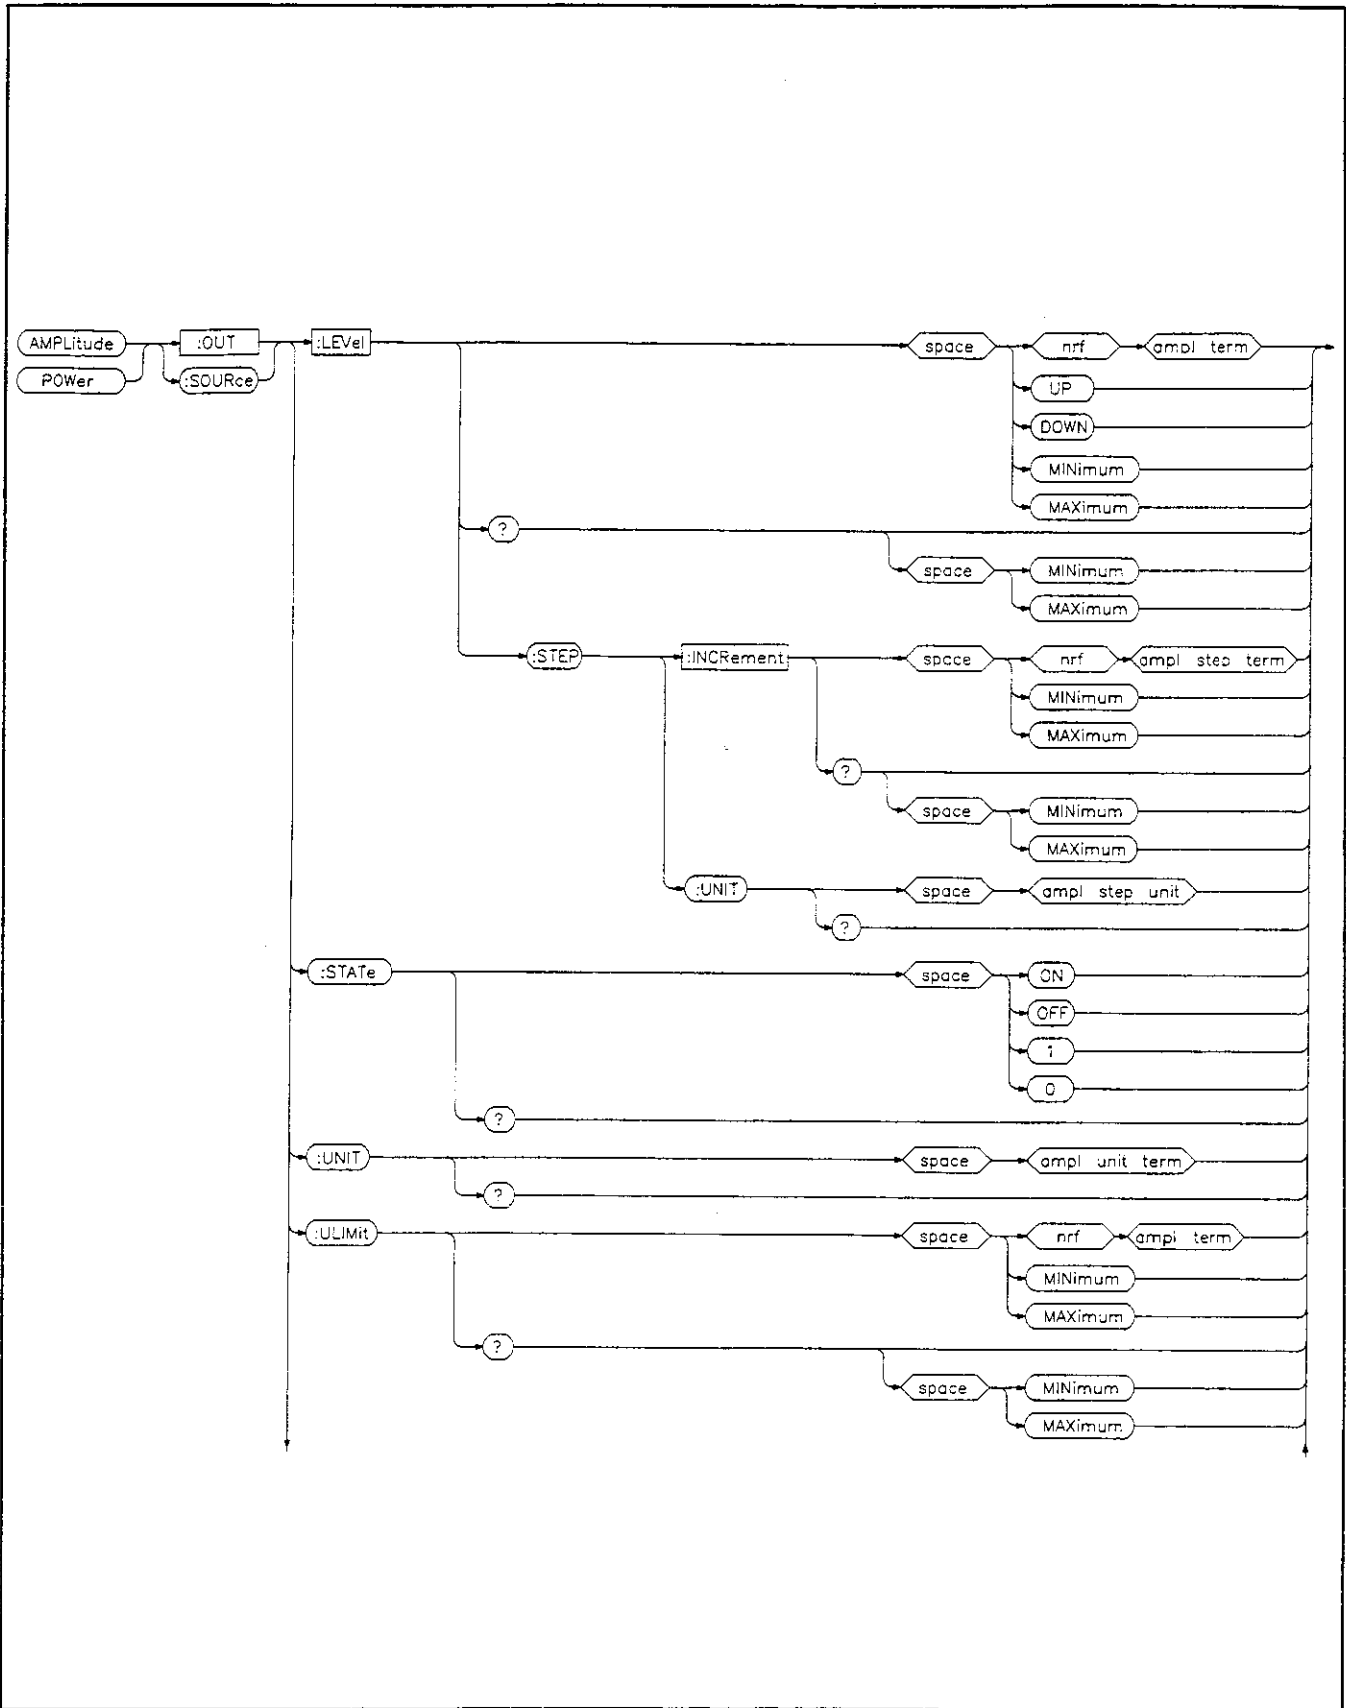 AMPLitude :OUT :LEVel space nrf ampl term
POWer :SOURce
UP
DOWN
MINimum
MAXimum
?
space MINimum
MAXimum
:STEP :INCRement space nrf ampl step term
MINimum
MAXimum
?
space MINimum
MAXimum
:UNIT space ampl step unit
?
:STATe space ON
OFF
1
0
?
:UNIT space ampl unit term
?
:ULIMit space nrf ampl term
MINimum
MAXimum
?
space MINimum
MAXimum